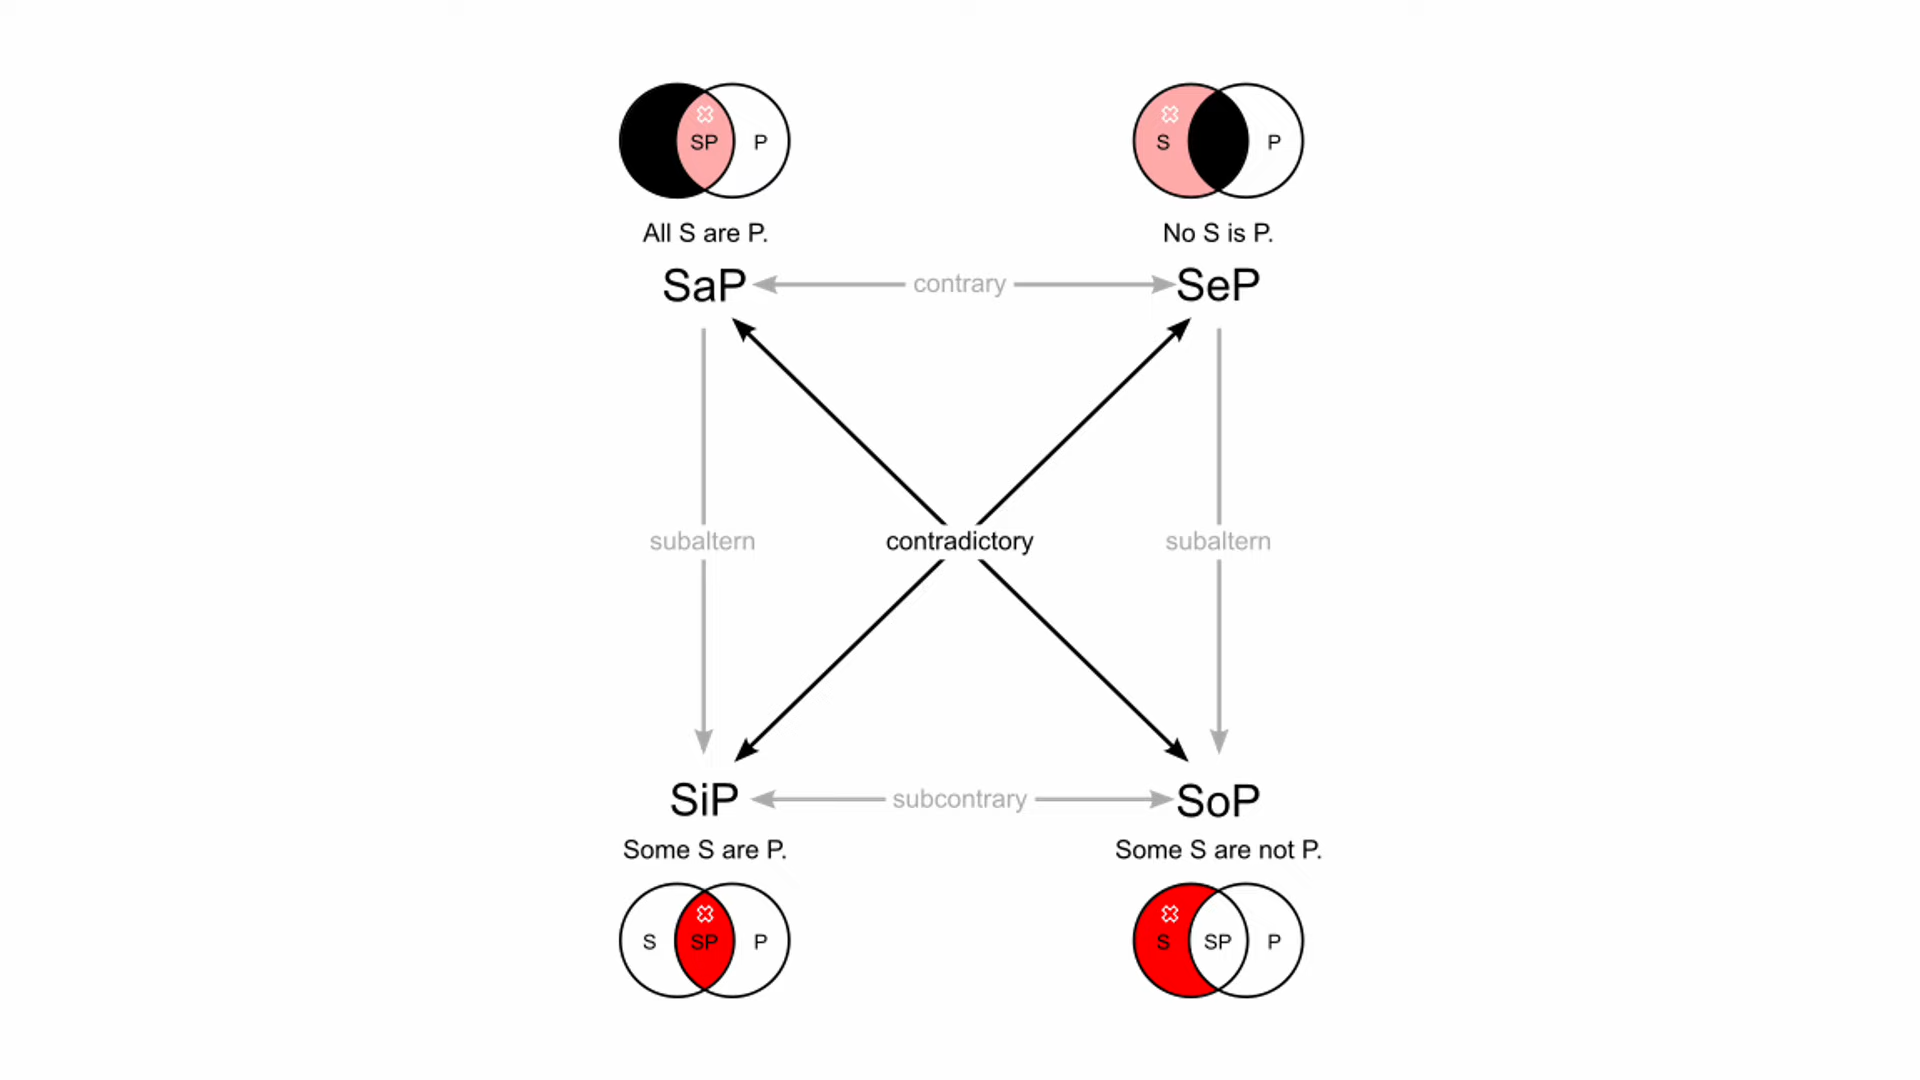 SP P
S P
All S are P.
No S is P.
SaP contrary SeP
subaltern contradictory subaltern
SiP subcontrary SoP
Some S are P.
Some S are not P.
S SP P
S SP P